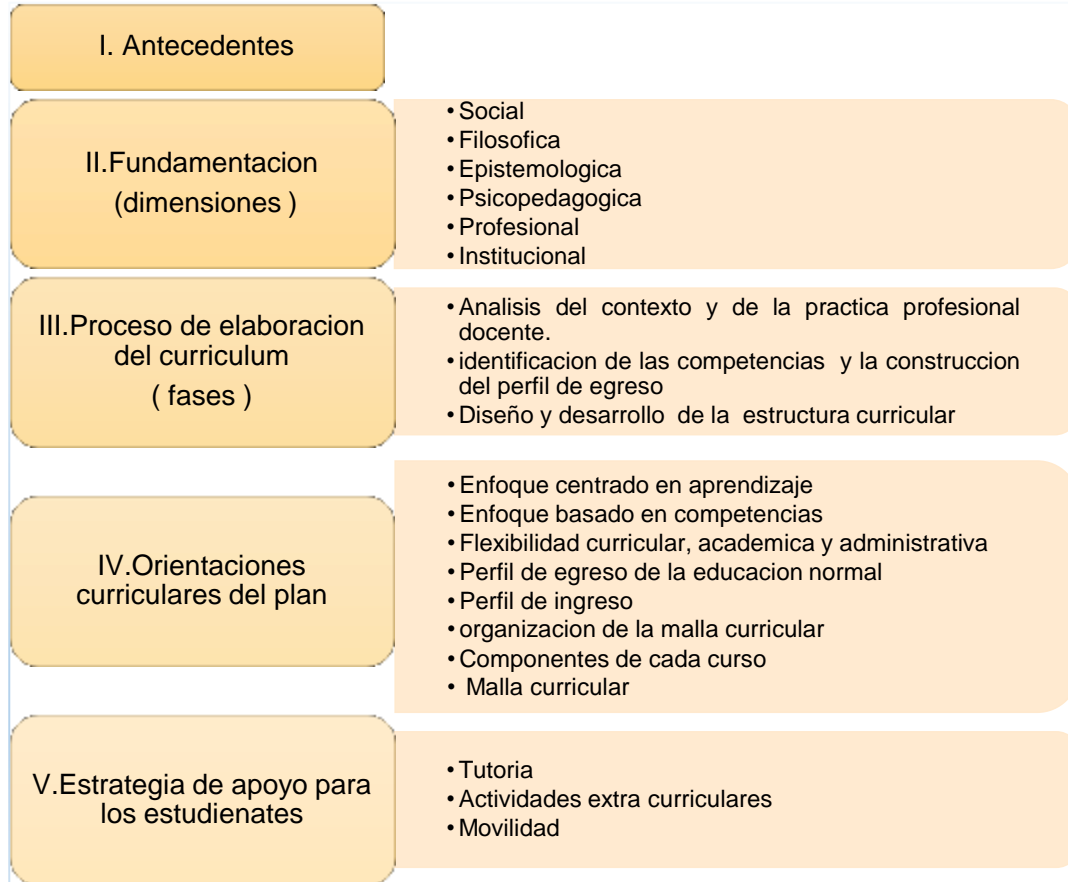 I. Antecedentes
II.Fundamentacion
(dimensiones )
•Social
•Filosofica
•Epistemologica
•Psicopedagogica
•Profesional
•Institucional
III.Proceso de elaboracion
del curriculum
( fases )
•Analisis del contexto y de la practica profesional
docente.
•identificacion de las competencias y la construccion
del perfil de egreso
•Diseño y desarrollo de la estructura curricular
IV.Orientaciones
curriculares del plan
•Enfoque centrado en aprendizaje
•Enfoque basado en competencias
•Flexibilidad curricular, academica y administrativa
•Perfil de egreso de la educacion normal
•Perfil de ingreso
•organizacion de la malla curricular
•Componentes de cada curso
• Malla curricular
V.Estrategia de apoyo para
los estudienates
•Tutoria
•Actividades extra curriculares
•Movilidad